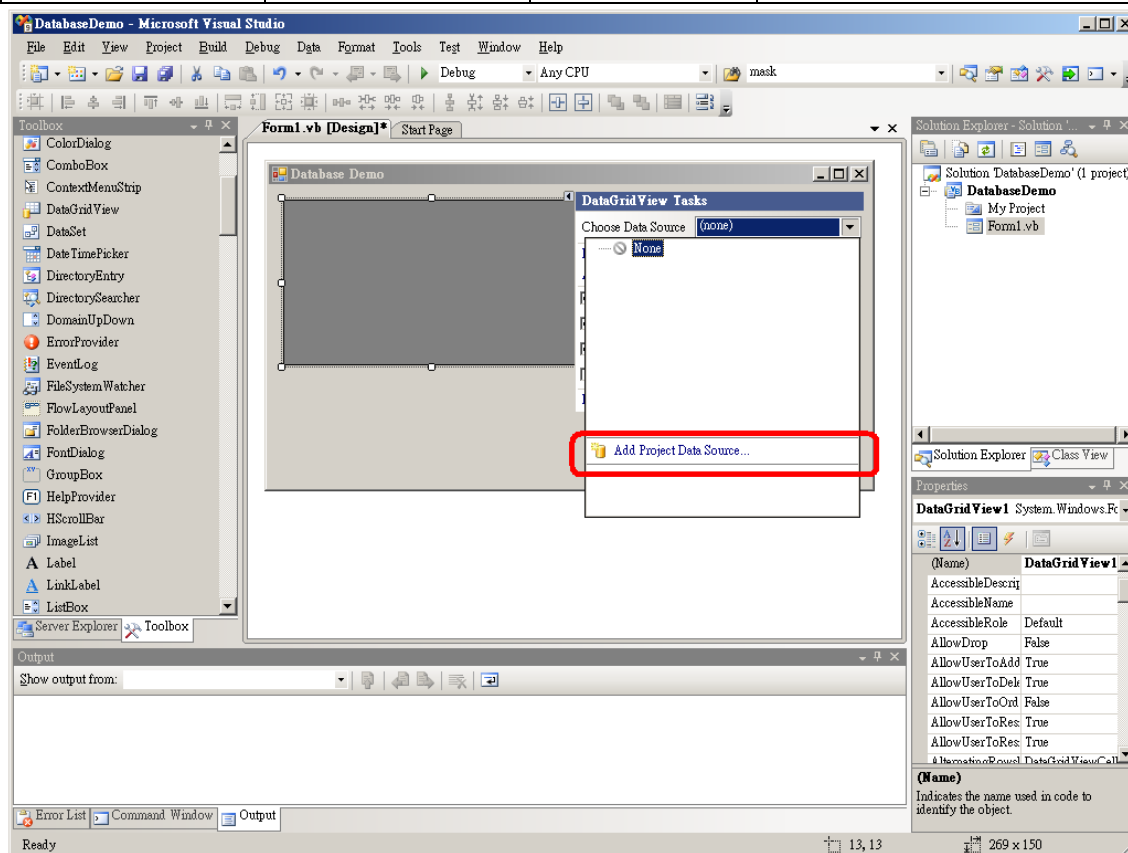 DatabaseDemo - Microsoft Visual Studio
File Edit View Project Build Debug Data Format Tools Test Window Help
Debug Any CPU mask
Toolbox
ColorDialog
ComboBox
ContextMenuStrip
DataGridView
DataSet
DateTimePicker
DirectoryEntry
DirectorySearcher
DomainUpDown
ErrorProvider
EventLog
FileSystemWatcher
FlowLayoutPanel
FolderBrowserDialog
FontDialog
GroupBox
HelpProvider
HScrollBar
ImageList
Label
LinkLabel
ListBox
Server Explorer Toolbox
Form1.vb [Design]* Start Page
Database Demo
DataGridView Tasks
Choose Data Source (none)
None
Add Project Data Source...
Solution Explorer - Solution '...
Solution 'DatabaseDemo' (1 project)
DatabaseDemo
My Project
Form1.vb
Solution Explorer Class View
Properties
DataGridView1 System.Windows.Fc
(Name) DataGridView1
AccessibleDescrip
AccessibleName
AccessibleRole Default
AllowDrop False
AllowUserToAdd True
AllowUserToDele True
AllowUserToOrd False
AllowUserToRes True
AllowUserToRes True
AlternatingRowsl DataGridViewCell
(Name)
Indicates the name used in code to
identify the object.
Output
Show output from:
Error List Command Window Output
Ready 13, 13 269 x 150